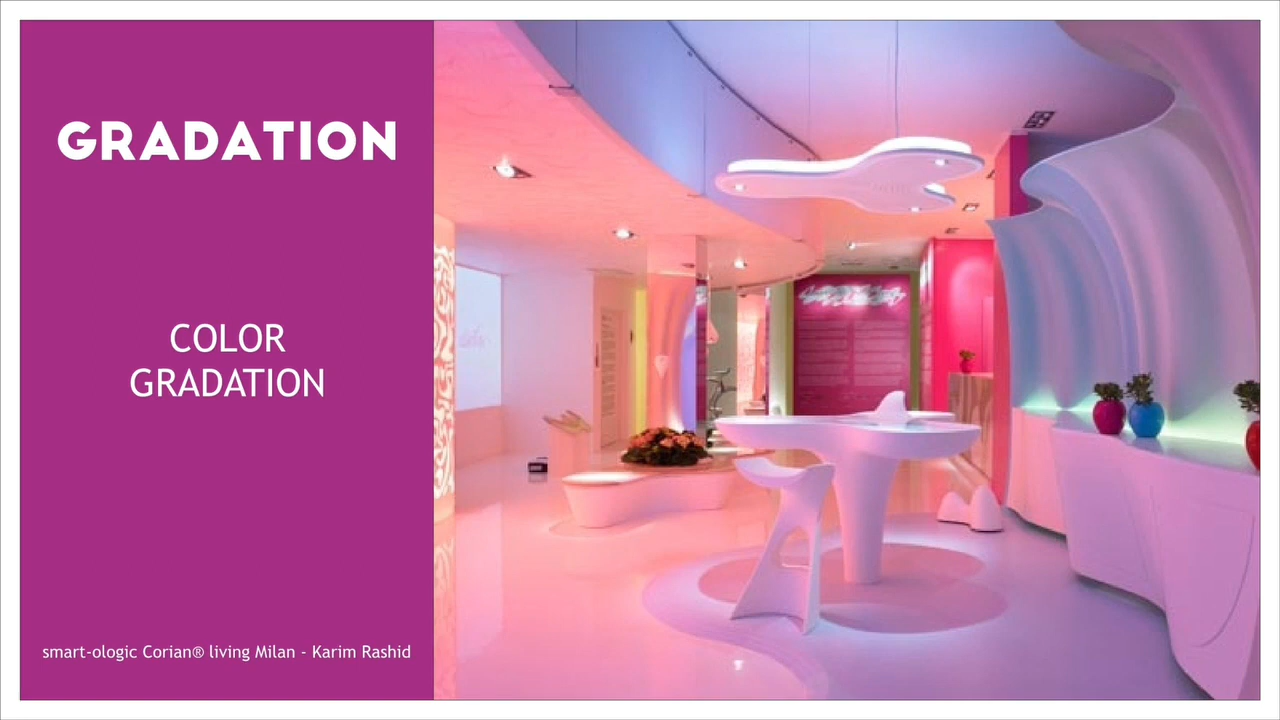 GRADATION
COLOR
GRADATION
smart-ologic Corian® living Milan - Karim Rashid